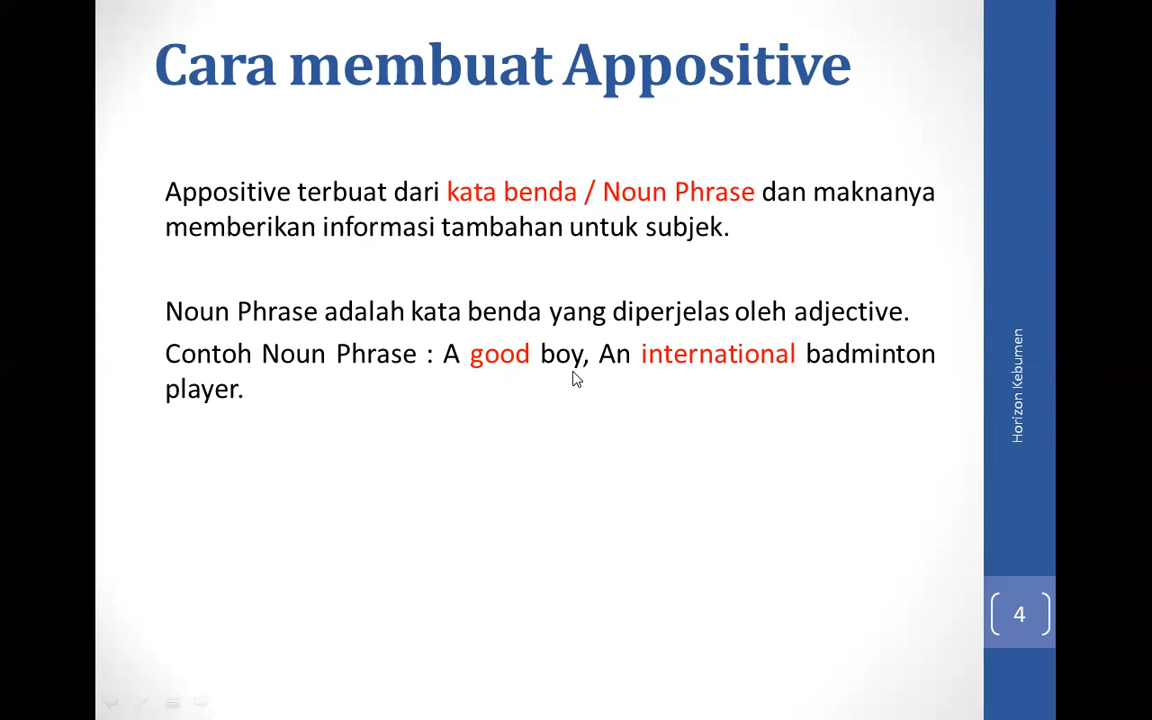 Cara membuat Appositive
Appositive terbuat dari kata benda / Noun Phrase dan maknanya
memberikan informasi tambahan untuk subjek.
Noun Phrase adalah kata benda yang diperjelas oleh adjective.
Contoh Noun Phrase : A good boy, An international badminton
player.
Horizon Kebumen
4